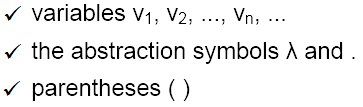 ✓ variables v₁, v₂, ..., vₙ, ...
✓ the abstraction symbols λ and .
✓ parentheses ( )